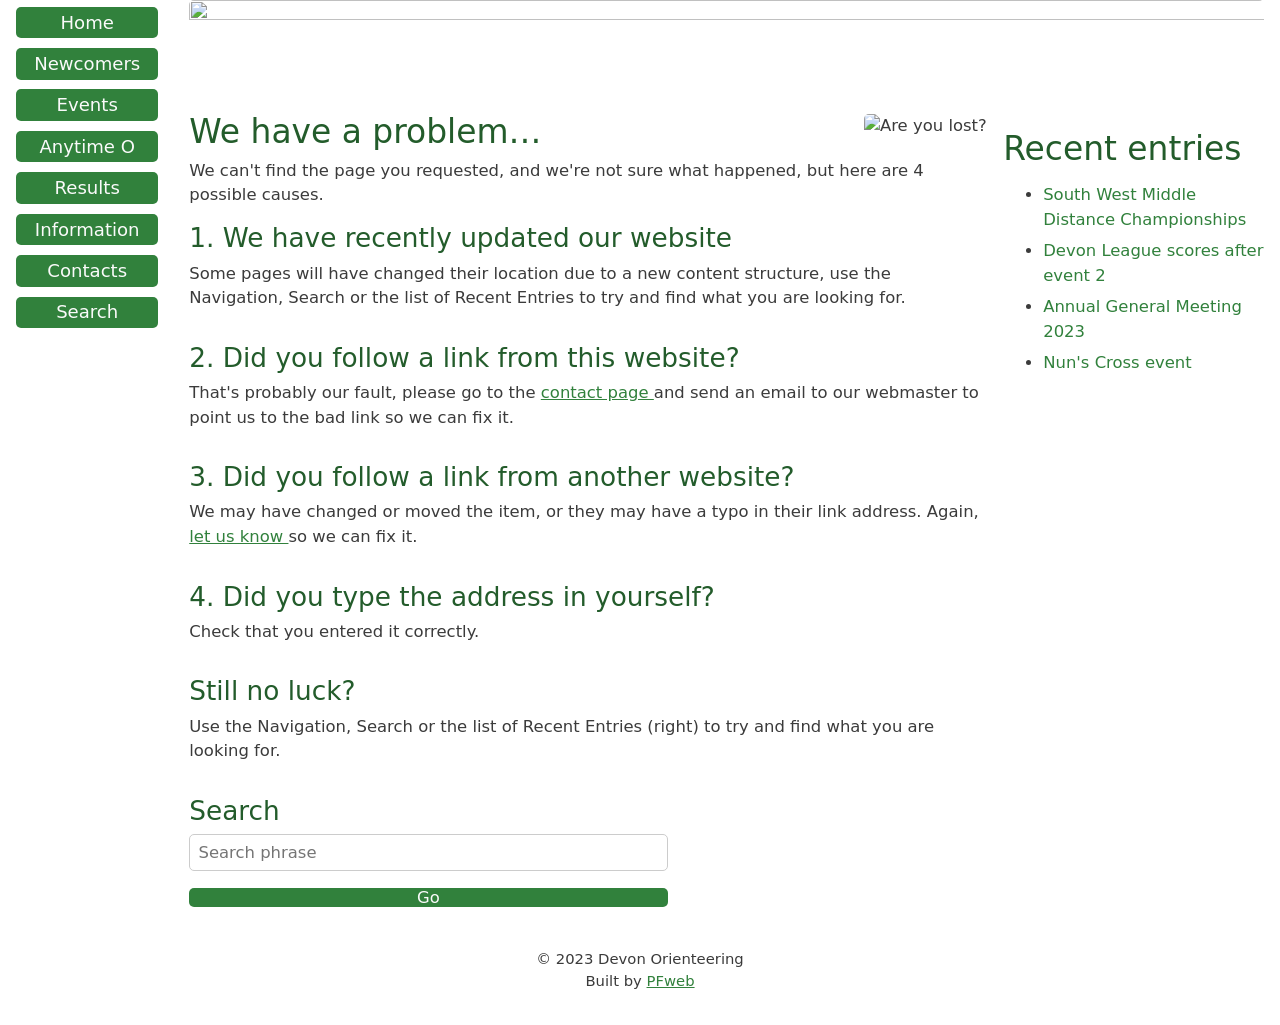 Home
Newcomers
Events
Anytime O
Results
Information
Contacts
Search
We have a problem...
Are you lost?
We can't find the page you requested, and we're not sure what happened, but here are 4
possible causes.
1. We have recently updated our website
Some pages will have changed their location due to a new content structure, use the
Navigation, Search or the list of Recent Entries to try and find what you are looking for.
2. Did you follow a link from this website?
That's probably our fault, please go to the contact page and send an email to our webmaster to
point us to the bad link so we can fix it.
3. Did you follow a link from another website?
We may have changed or moved the item, or they may have a typo in their link address. Again,
let us know so we can fix it.
4. Did you type the address in yourself?
Check that you entered it correctly.
Still no luck?
Use the Navigation, Search or the list of Recent Entries (right) to try and find what you are
looking for.
Search
Search phrase
Go
Recent entries
South West Middle
Distance Championships
Devon League scores after
event 2
Annual General Meeting
2023
Nun's Cross event
© 2023 Devon Orienteering
Built by PFweb